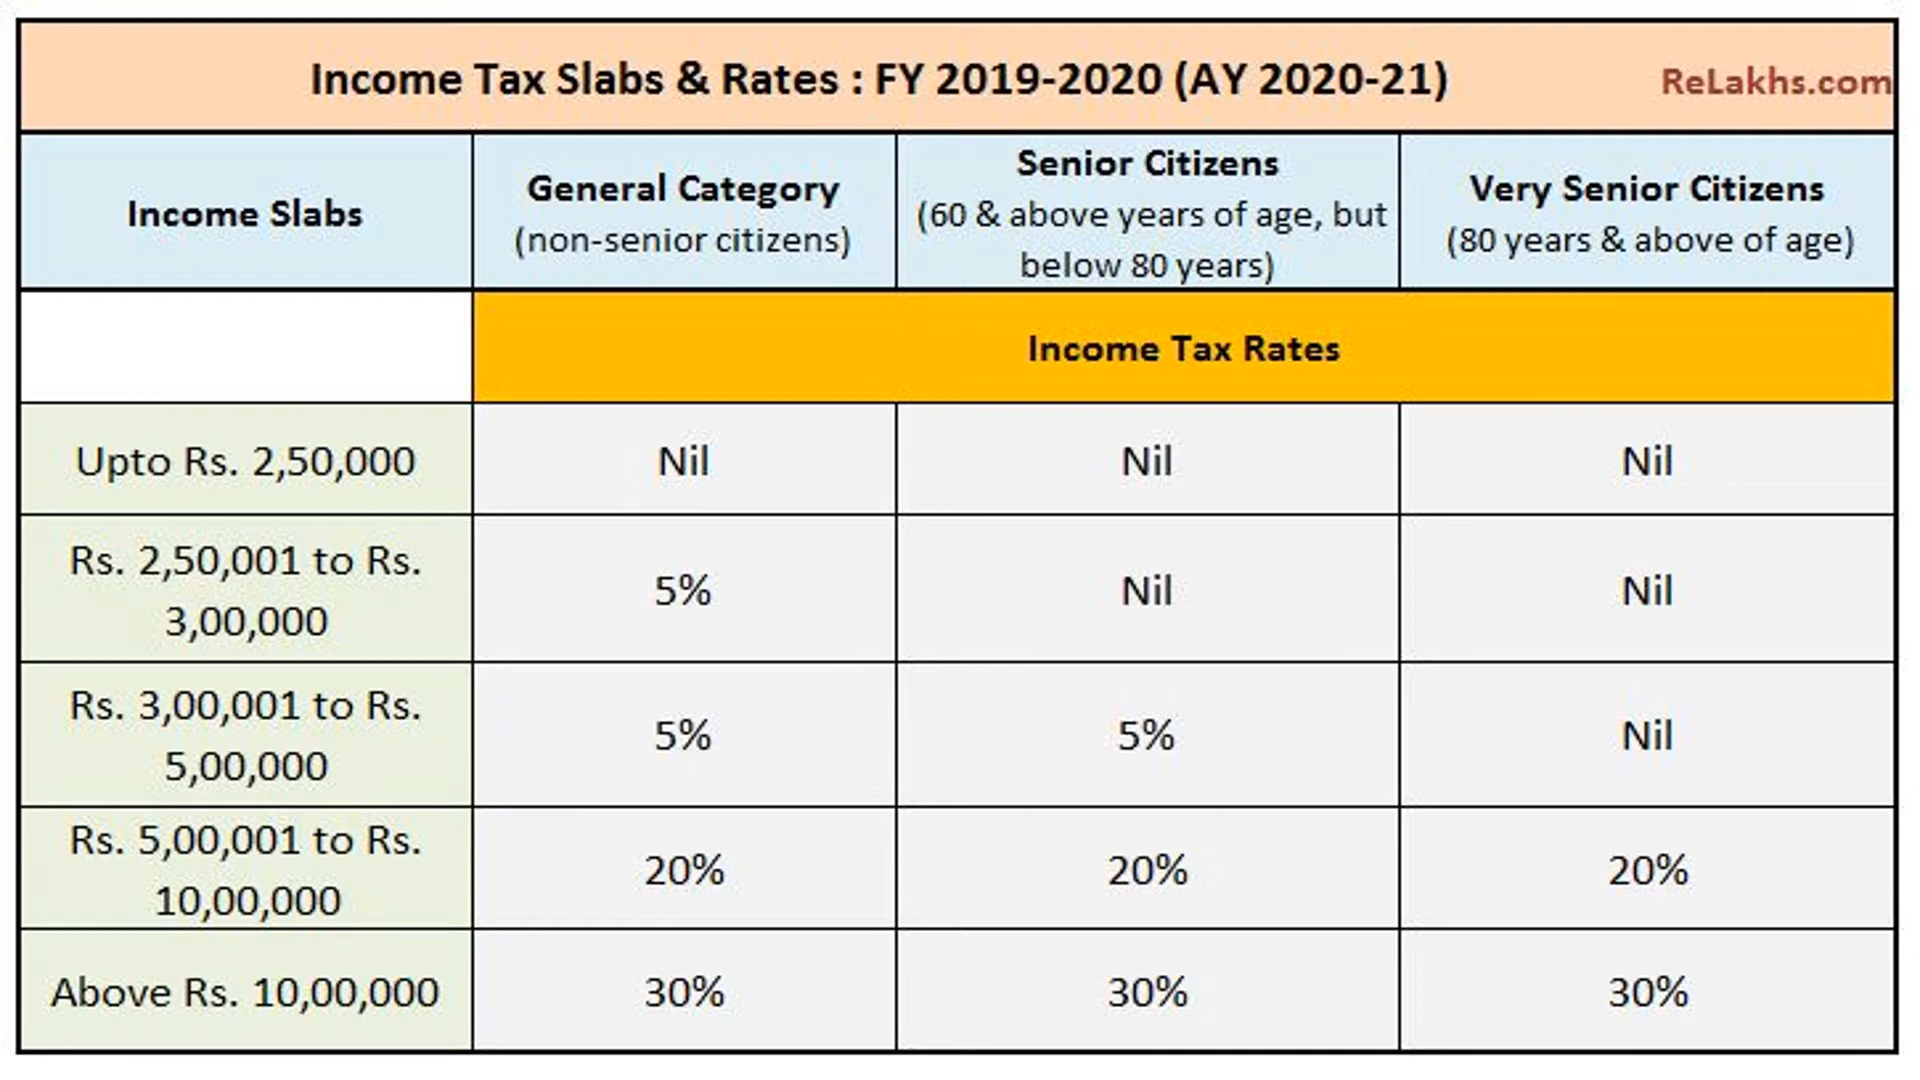 Income Tax Slabs & Rates : FY 2019-2020 (AY 2020-21)
ReLakhs.com
Income Slabs
General Category
(non-senior citizens)
Senior Citizens
(60 & above years of age, but
below 80 years)
Very Senior Citizens
(80 years & above of age)
Income Tax Rates
Upto Rs. 2,50,000
Nil
Nil
Nil
Rs. 2,50,001 to Rs.
3,00,000
5%
Nil
Nil
Rs. 3,00,001 to Rs.
5,00,000
5%
5%
Nil
Rs. 5,00,001 to Rs.
10,00,000
20%
20%
20%
Above Rs. 10,00,000
30%
30%
30%